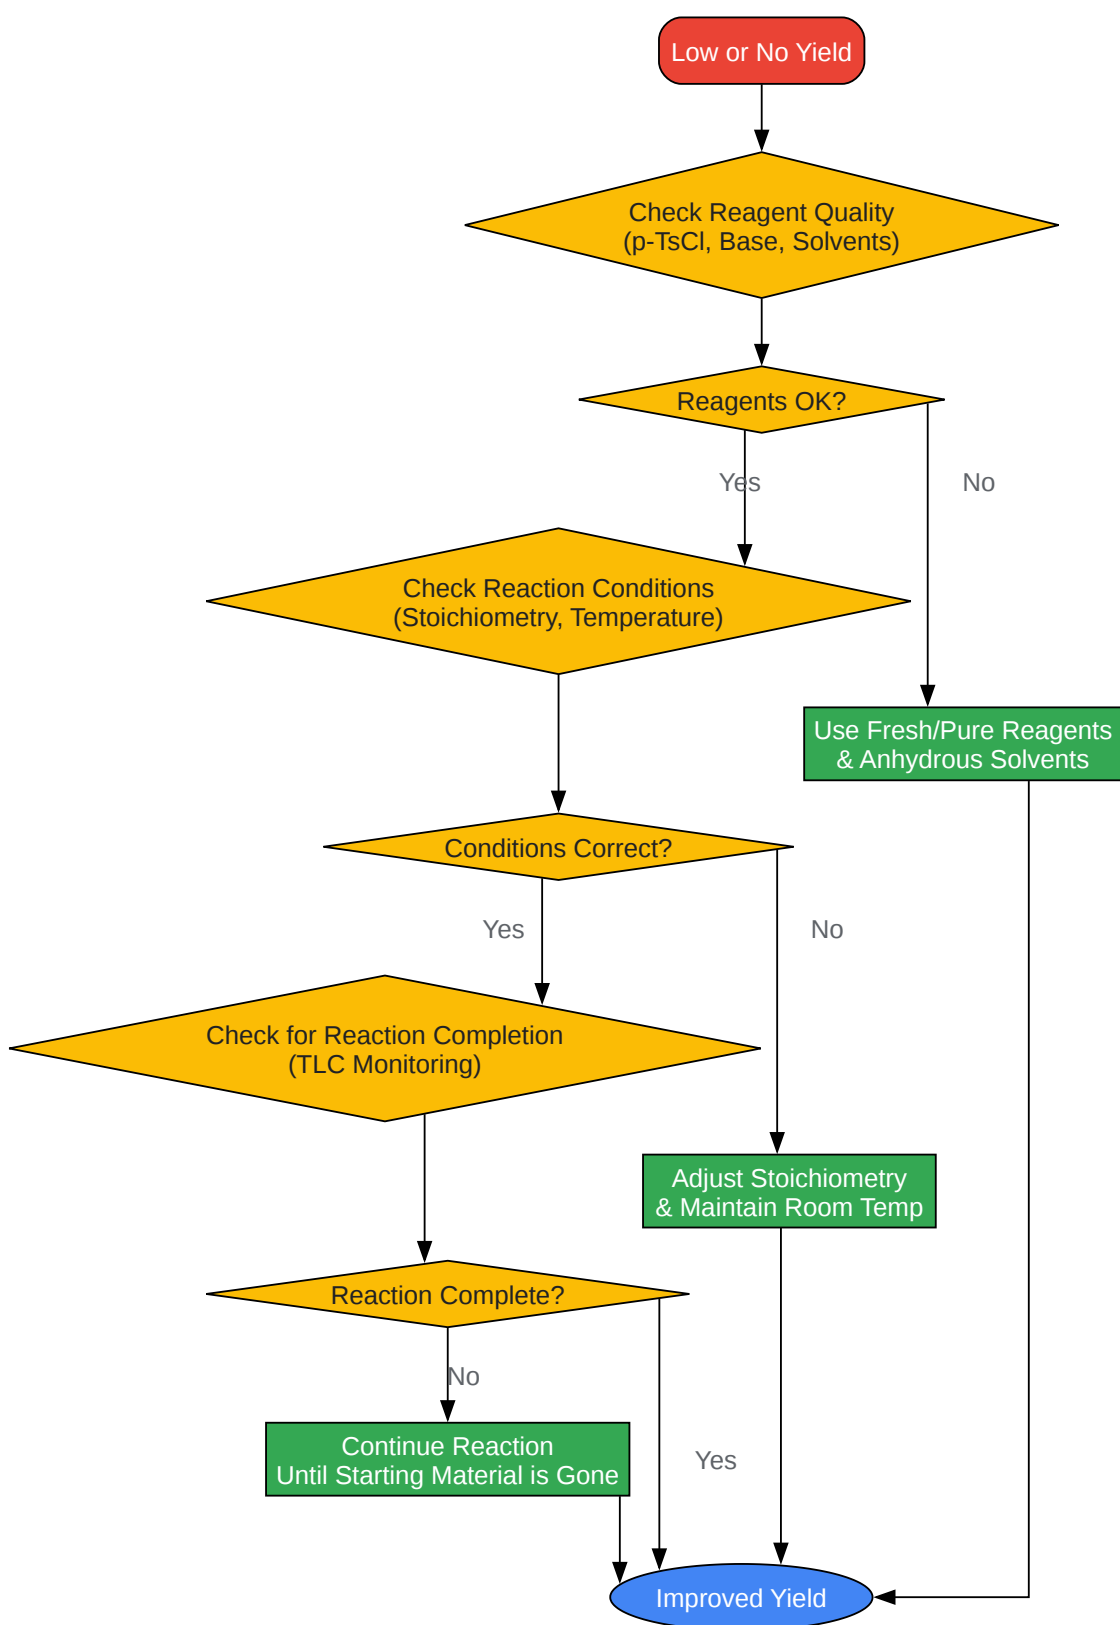 Low or No Yield
Check Reagent Quality
(p-TsCl, Base, Solvents)
Reagents OK?
Yes
No
Check Reaction Conditions
(Stoichiometry, Temperature)
Use Fresh/Pure Reagents
& Anhydrous Solvents
Conditions Correct?
Yes
No
Check for Reaction Completion
(TLC Monitoring)
Adjust Stoichiometry
& Maintain Room Temp
Reaction Complete?
No
Continue Reaction
Until Starting Material is Gone
Yes
Improved Yield